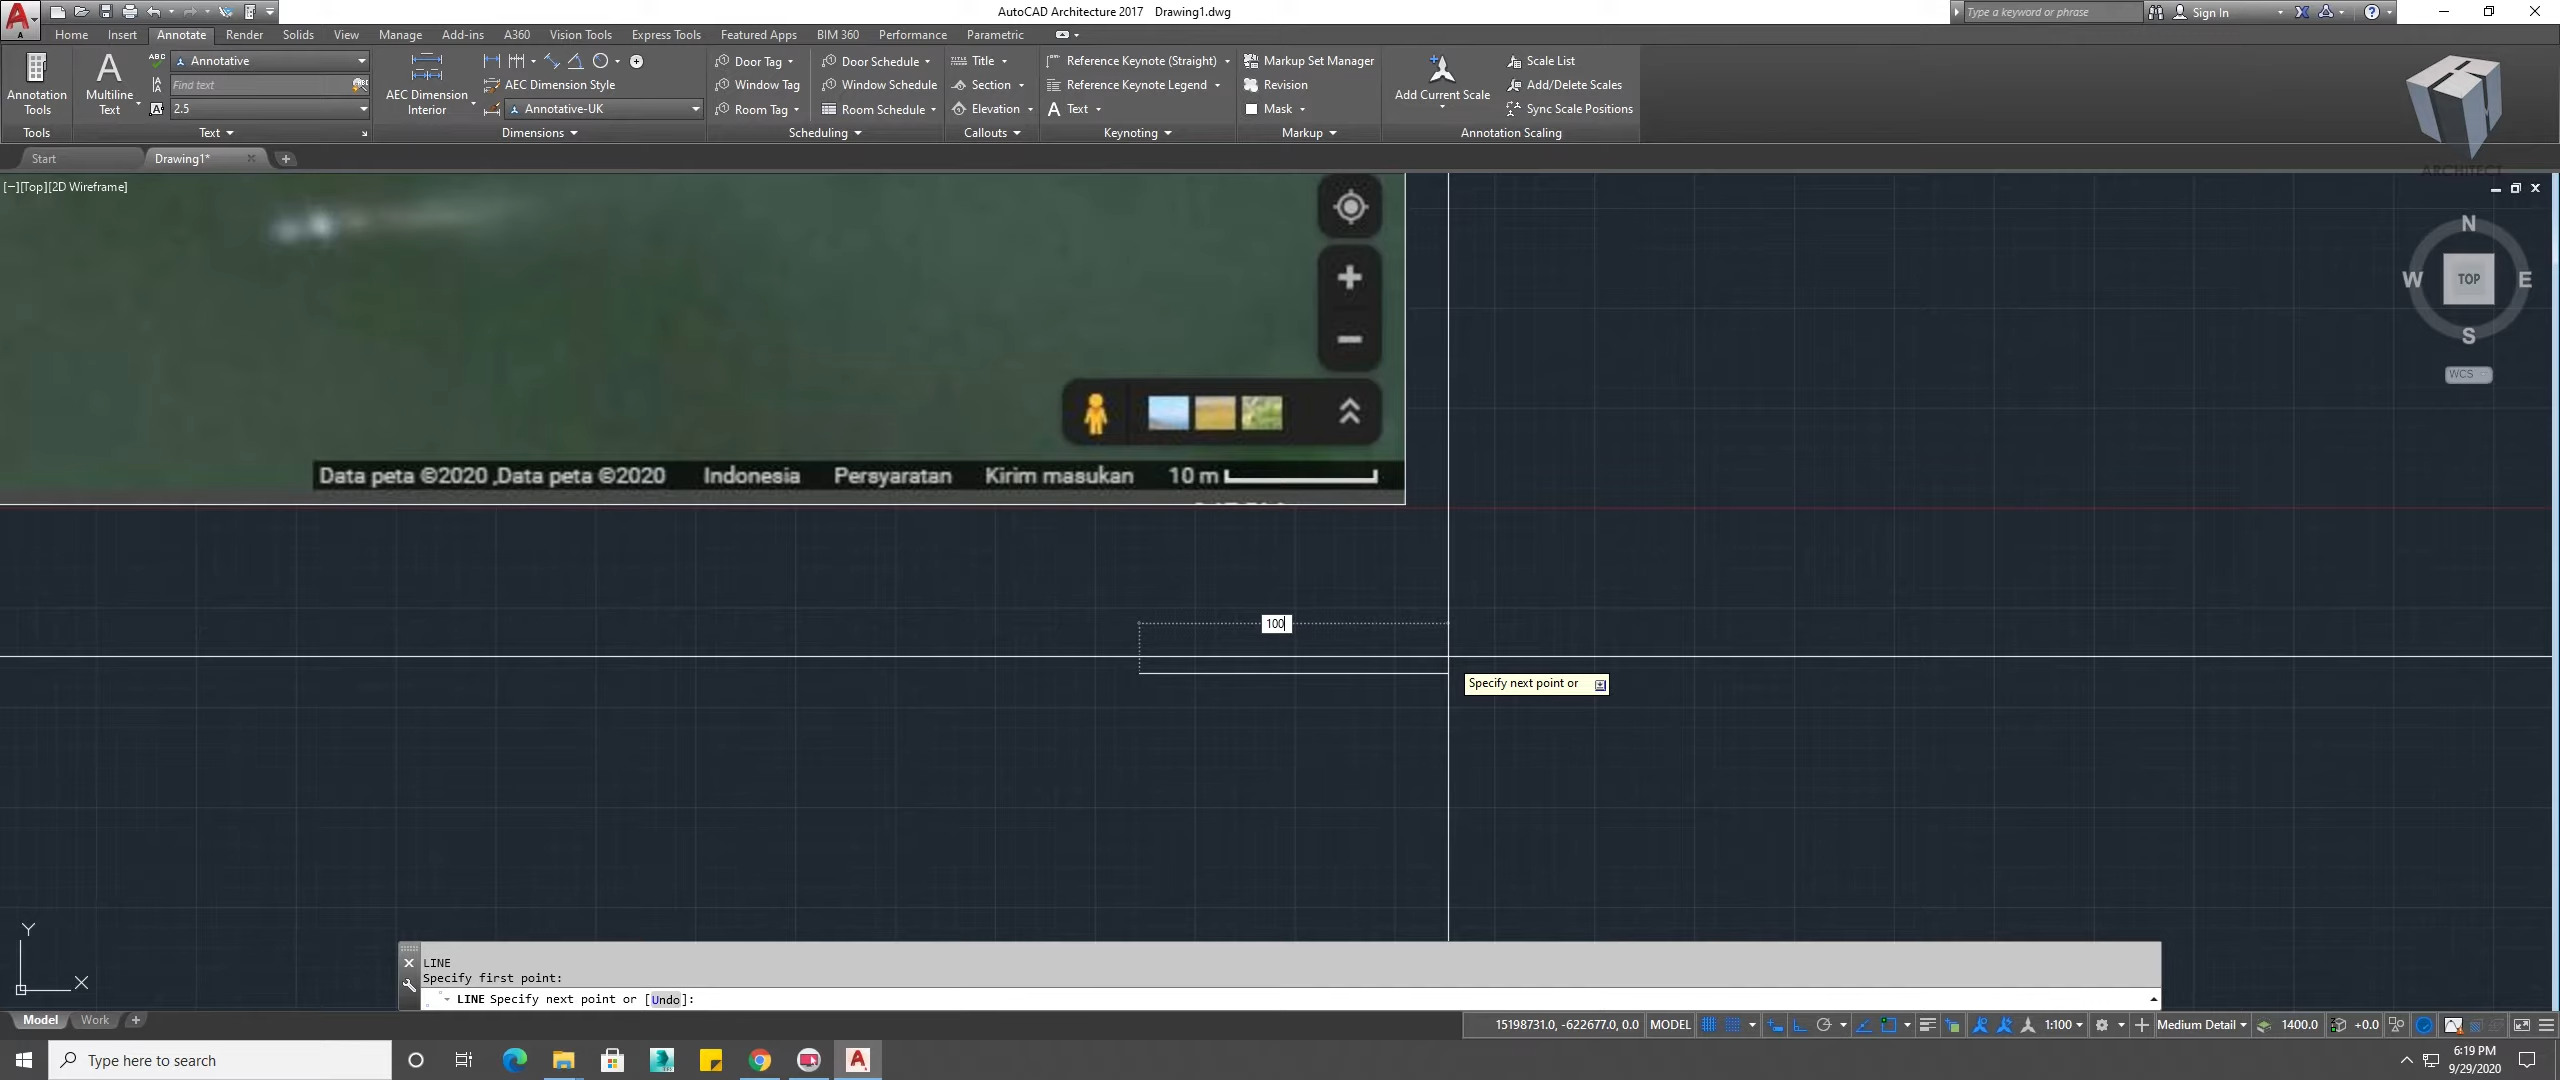 AutoCAD Architecture 2017 Drawing1.dwg
Type a keyword or phrase
Sign In
Home Insert Annotate Render Solids View Manage Add-ins A360 Vision Tools Express Tools Featured Apps BIM 360 Performance Parametric
Annotation Tools
Tools
Multiline Text
Annotative
Find text
2.5
Text
AEC Dimension Interior
AEC Dimension Style
Annotative-UK
Dimensions
Door Tag
Window Tag
Room Tag
Door Schedule
Window Schedule
Room Schedule
Scheduling
Title
Section
Elevation
Callouts
Reference Keynote (Straight)
Reference Keynote Legend
Text
Keynoting
Markup Set Manager
Revision
Mask
Markup
Add Current Scale
Scale List
Add/Delete Scales
Sync Scale Positions
Annotation Scaling
ARCHITECT
Start Drawing1*
[−][Top][2D Wireframe]
N
W TOP E
S
WCS
Data peta ©2020 ,Data peta ©2020 Indonesia Persyaratan Kirim masukan 10 m
100
Specify next point or
Y
X
LINE
Specify first point:
LINE Specify next point or [Undo]:
Model Work
15198731.0, -622677.0, 0.0 MODEL 1:100 Medium Detail 1400.0 +0.0
Type here to search
6:19 PM
9/29/2020